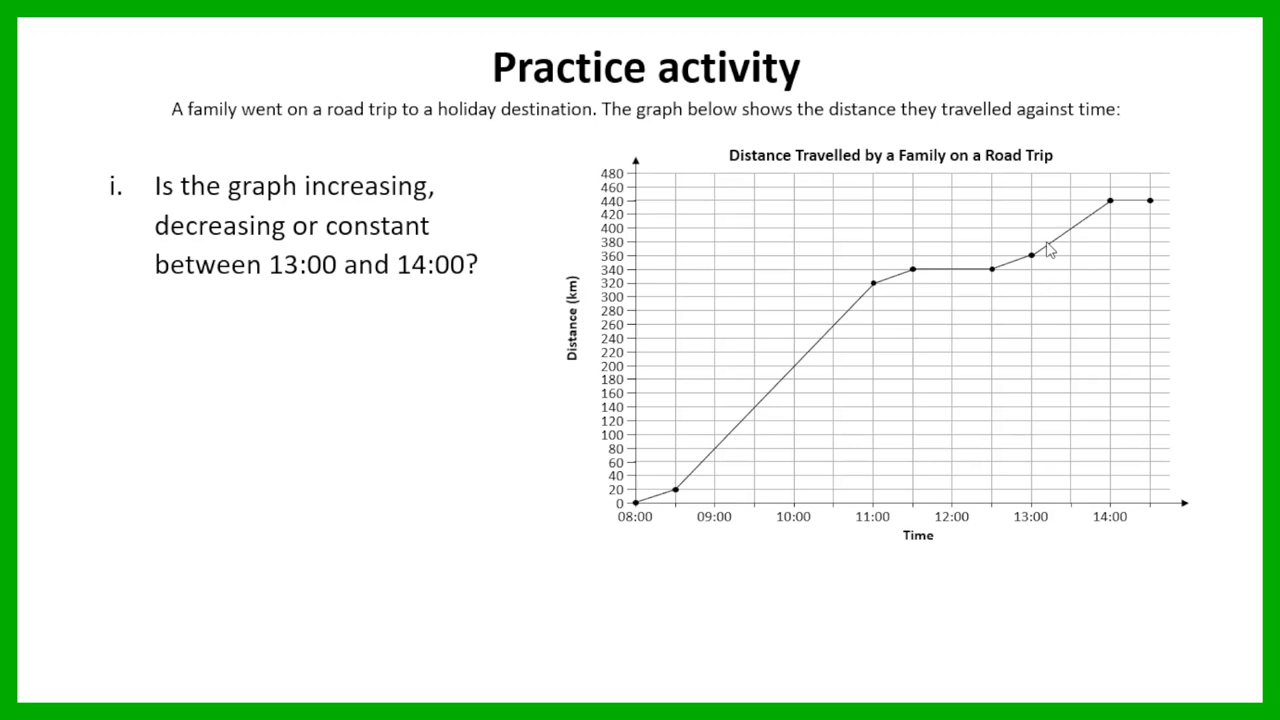 Practice activity
A family went on a road trip to a holiday destination. The graph below shows the distance they travelled against time:
i. Is the graph increasing,
decreasing or constant
between 13:00 and 14:00?
Distance Travelled by a Family on a Road Trip
Distance (km)
480
460
440
420
400
380
360
340
320
300
280
260
240
220
200
180
160
140
120
100
80
60
40
20
0
08:00 09:00 10:00 11:00 12:00 13:00 14:00
Time